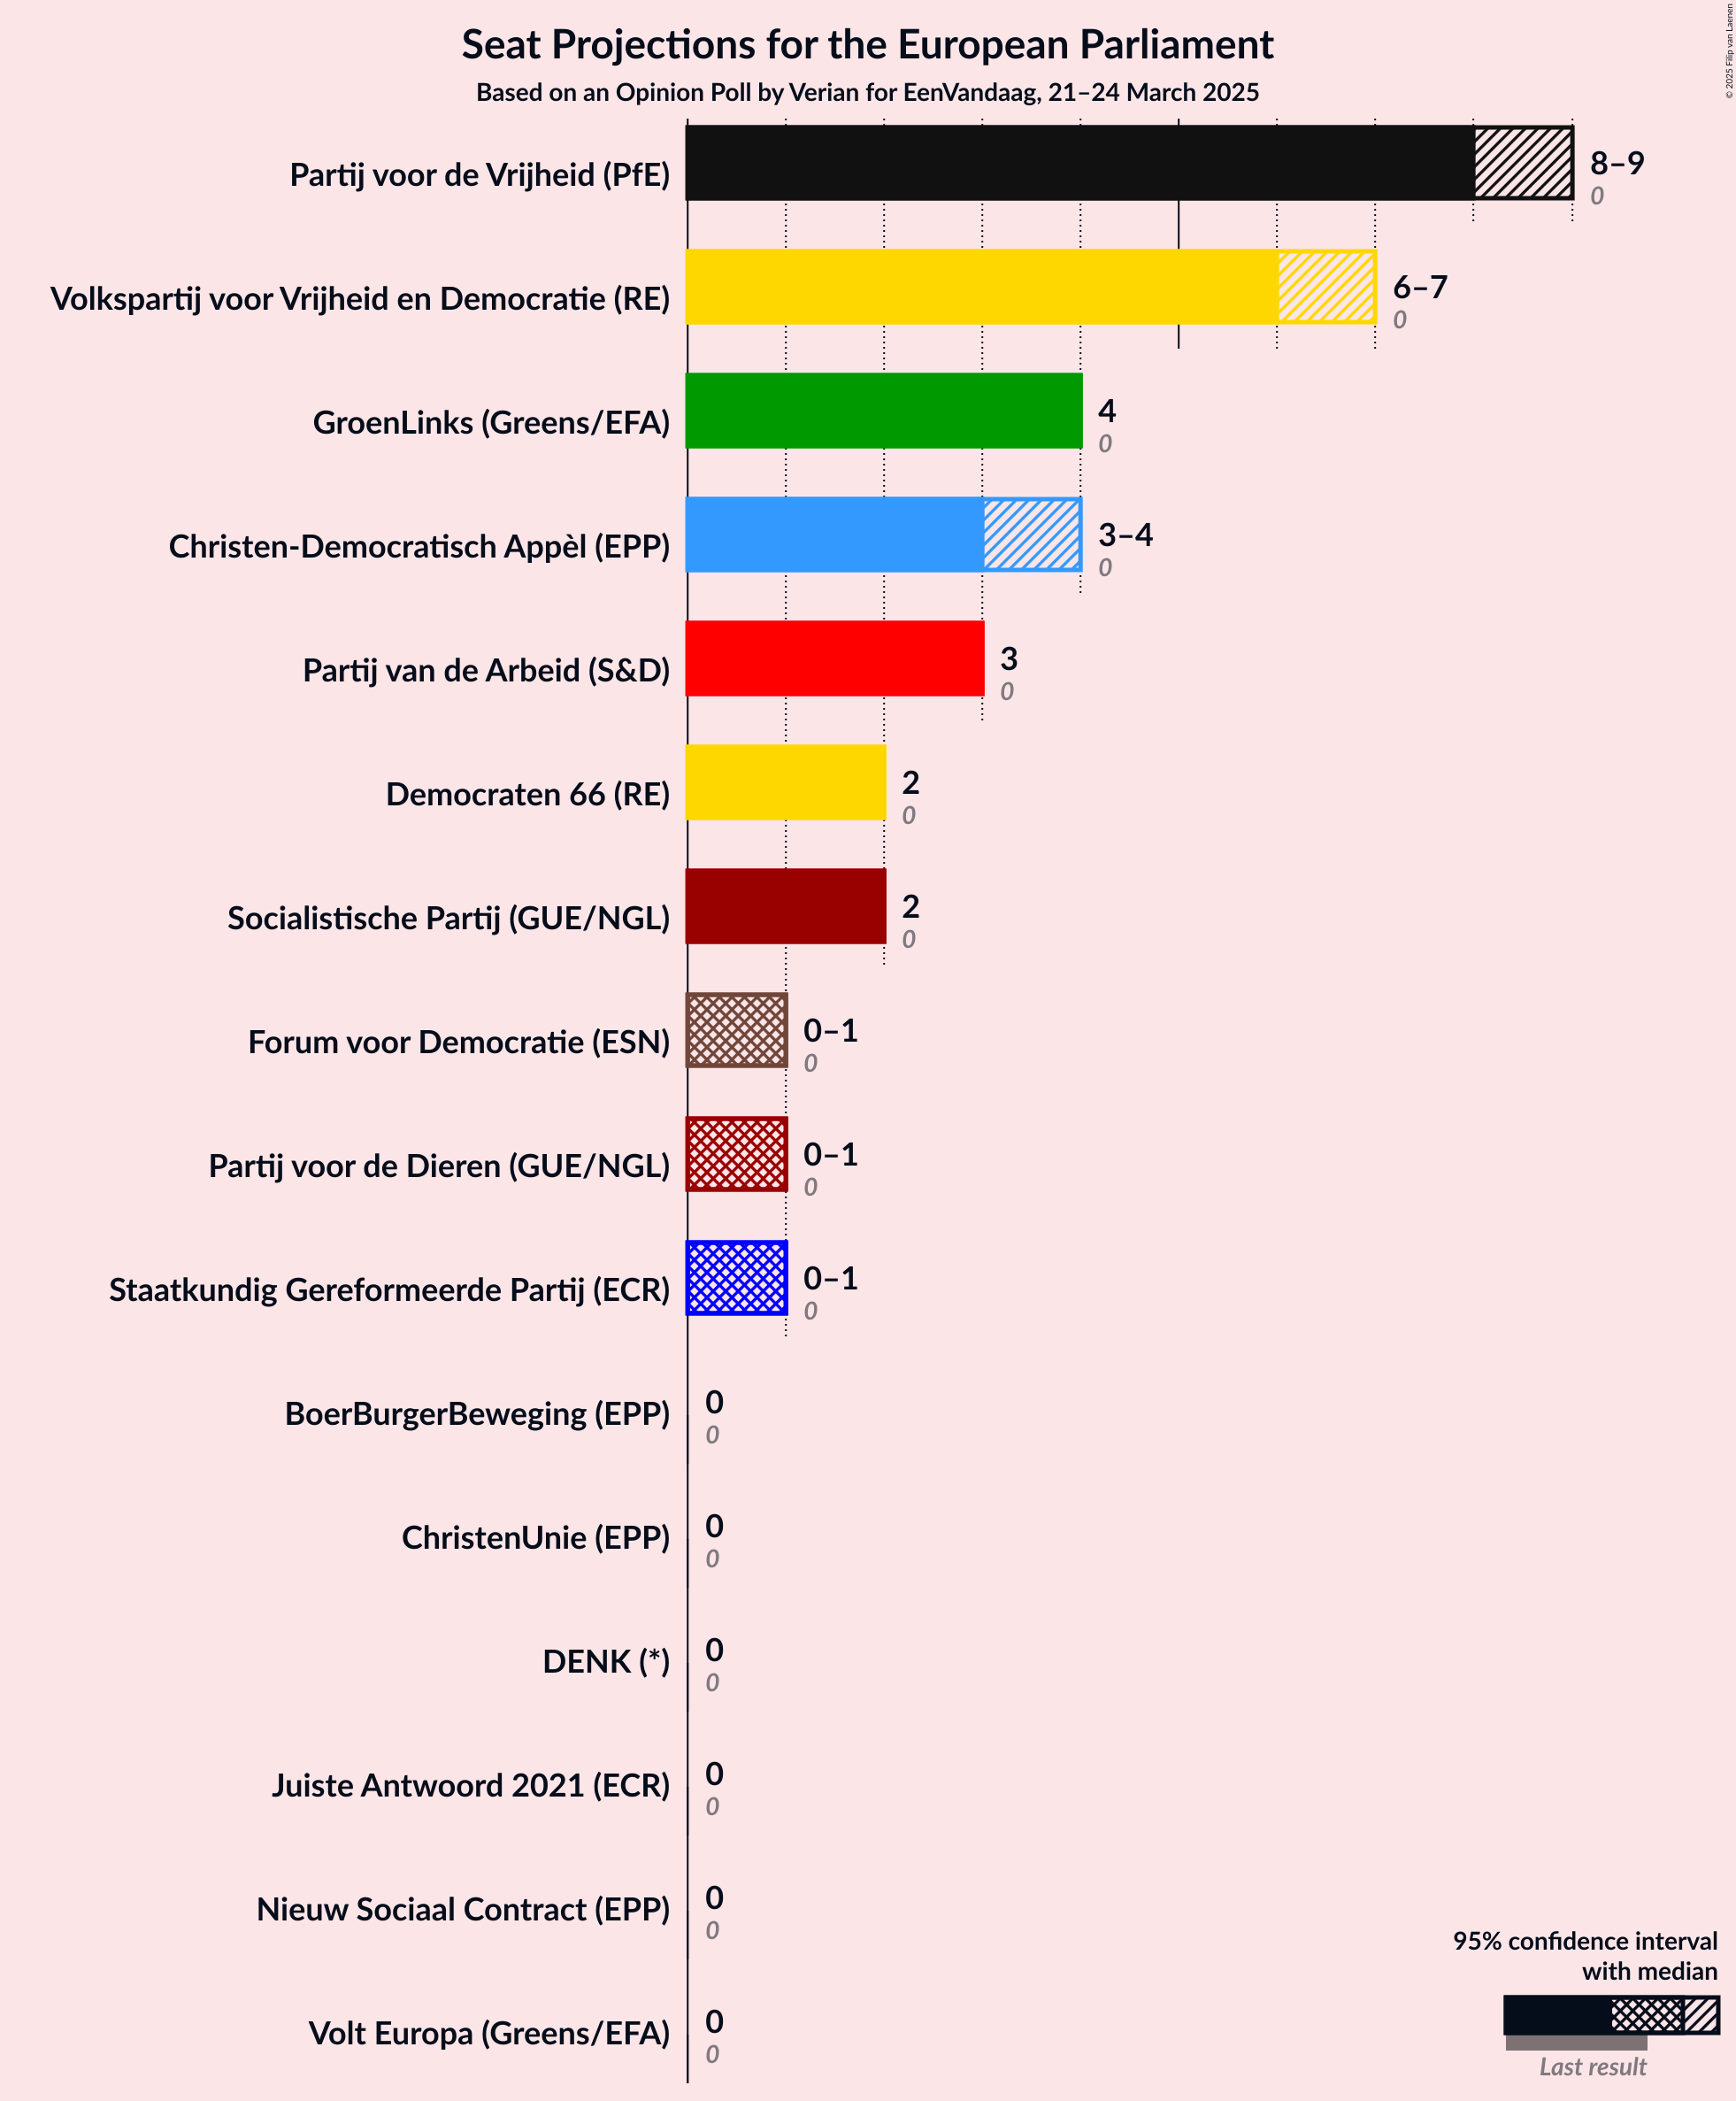 © 2025 Filip van Laenen
Seat Projections for the European Parliament
Based on an Opinion Poll by Verian for EenVandaag, 21–24 March 2025
Partij voor de Vrijheid (PfE)
8–9
0
Volkspartij voor Vrijheid en Democratie (RE)
6–7
0
GroenLinks (Greens/EFA)
4
0
Christen-Democratisch Appèl (EPP)
3–4
0
Partij van de Arbeid (S&D)
3
0
Democraten 66 (RE)
2
0
Socialistische Partij (GUE/NGL)
2
0
Forum voor Democratie (ESN)
0–1
0
Partij voor de Dieren (GUE/NGL)
0–1
0
Staatkundig Gereformeerde Partij (ECR)
0–1
0
BoerBurgerBeweging (EPP)
0
0
ChristenUnie (EPP)
0
0
DENK (*)
0
0
Juiste Antwoord 2021 (ECR)
0
0
Nieuw Sociaal Contract (EPP)
0
0
Volt Europa (Greens/EFA)
0
0
95% confidence interval
with median
Last result